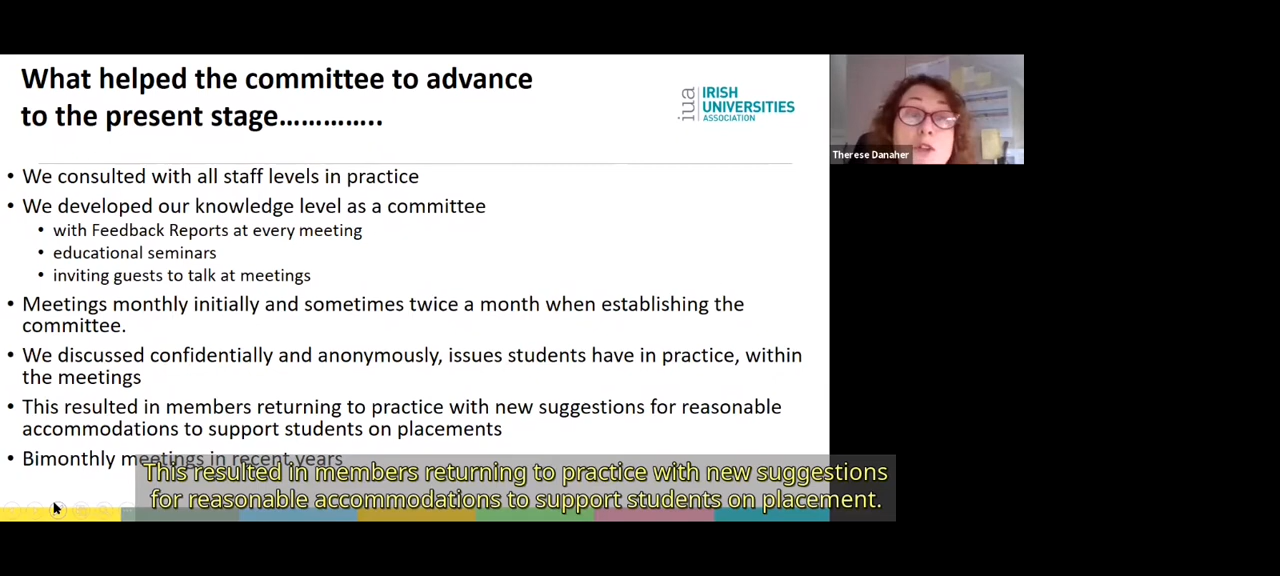 What helped the committee to advance
to the present stage…………..
iua
IRISH
UNIVERSITIES
ASSOCIATION
Therese Danaher
• We consulted with all staff levels in practice
• We developed our knowledge level as a committee
• with Feedback Reports at every meeting
• educational seminars
• inviting guests to talk at meetings
• Meetings monthly initially and sometimes twice a month when establishing the
committee.
• We discussed confidentially and anonymously, issues students have in practice, within
the meetings
• This resulted in members returning to practice with new suggestions for reasonable
accommodations to support students on placements
• Bimonthly meetings in recent years
This resulted in members returning to practice with new suggestions
for reasonable accommodations to support students on placement.